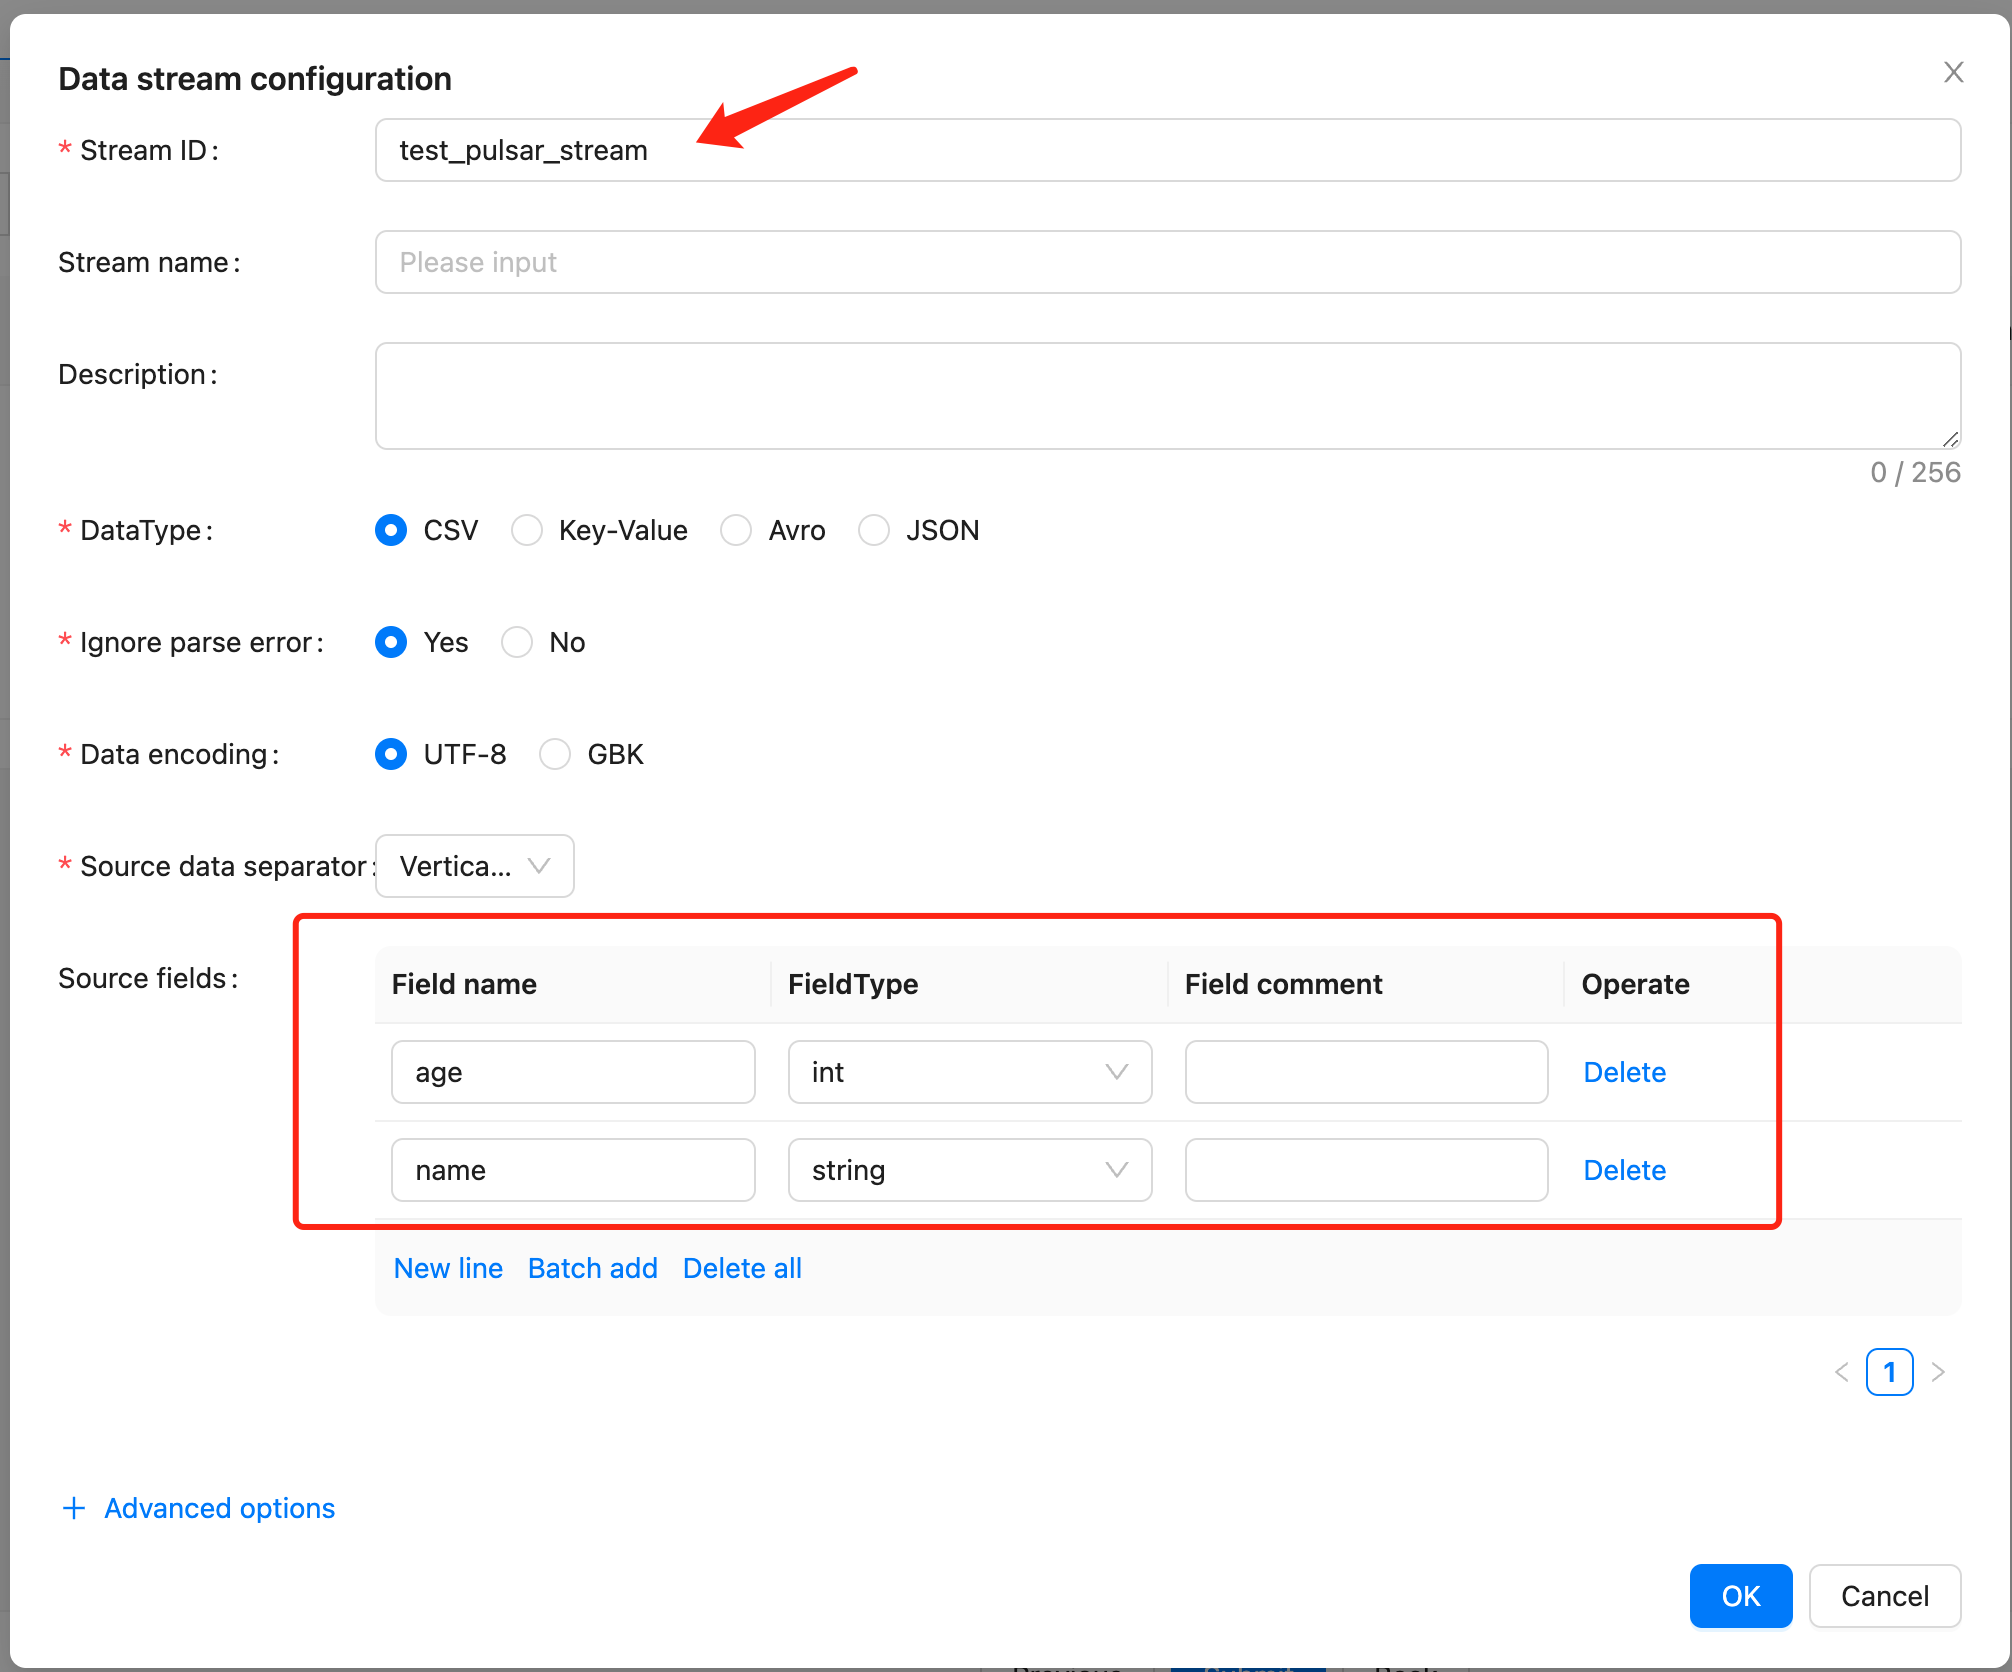 Data stream configuration
* Stream ID: test_pulsar_stream
Stream name: Please input
Description:
0 / 256
* DataType: CSV Key-Value Avro JSON
* Ignore parse error: Yes No
* Data encoding: UTF-8 GBK
* Source data separator: Vertica...
Source fields: Field name FieldType Field comment Operate
age int Delete
name string Delete
New line Batch add Delete all
< 1 >
+ Advanced options
OK Cancel